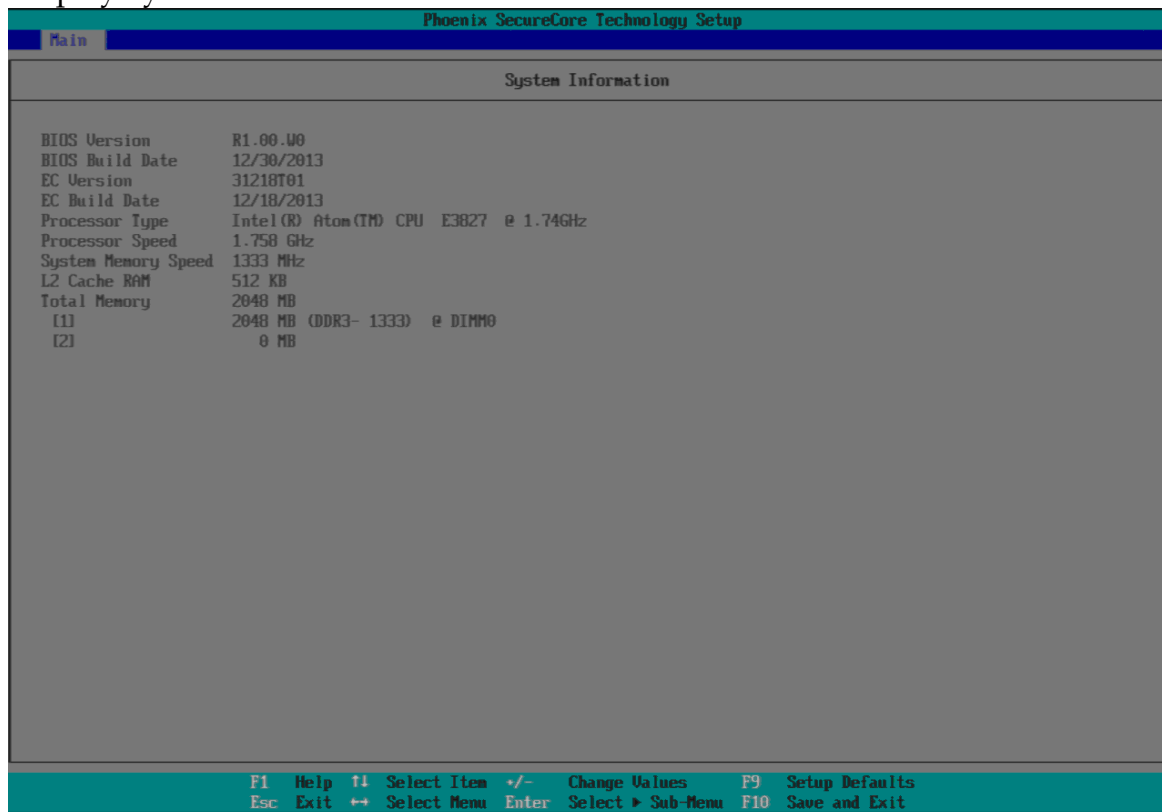 Phoenix SecureCore Technology Setup
Main
System Information
BIOS Version R1.00.W0
BIOS Build Date 12/30/2013
EC Version 31218T01
EC Build Date 12/18/2013
Processor Type Intel(R) Atom(TM) CPU E3827 @ 1.74GHz
Processor Speed 1.758 GHz
System Memory Speed 1333 MHz
L2 Cache RAM 512 KB
Total Memory 2048 MB
[1] 2048 MB (DDR3- 1333) @ DIMM0
[2] 0 MB
F1 Help ↑↓ Select Item +/- Change Values F9 Setup Defaults
Esc Exit ↔ Select Menu Enter Select ▶ Sub-Menu F10 Save and Exit